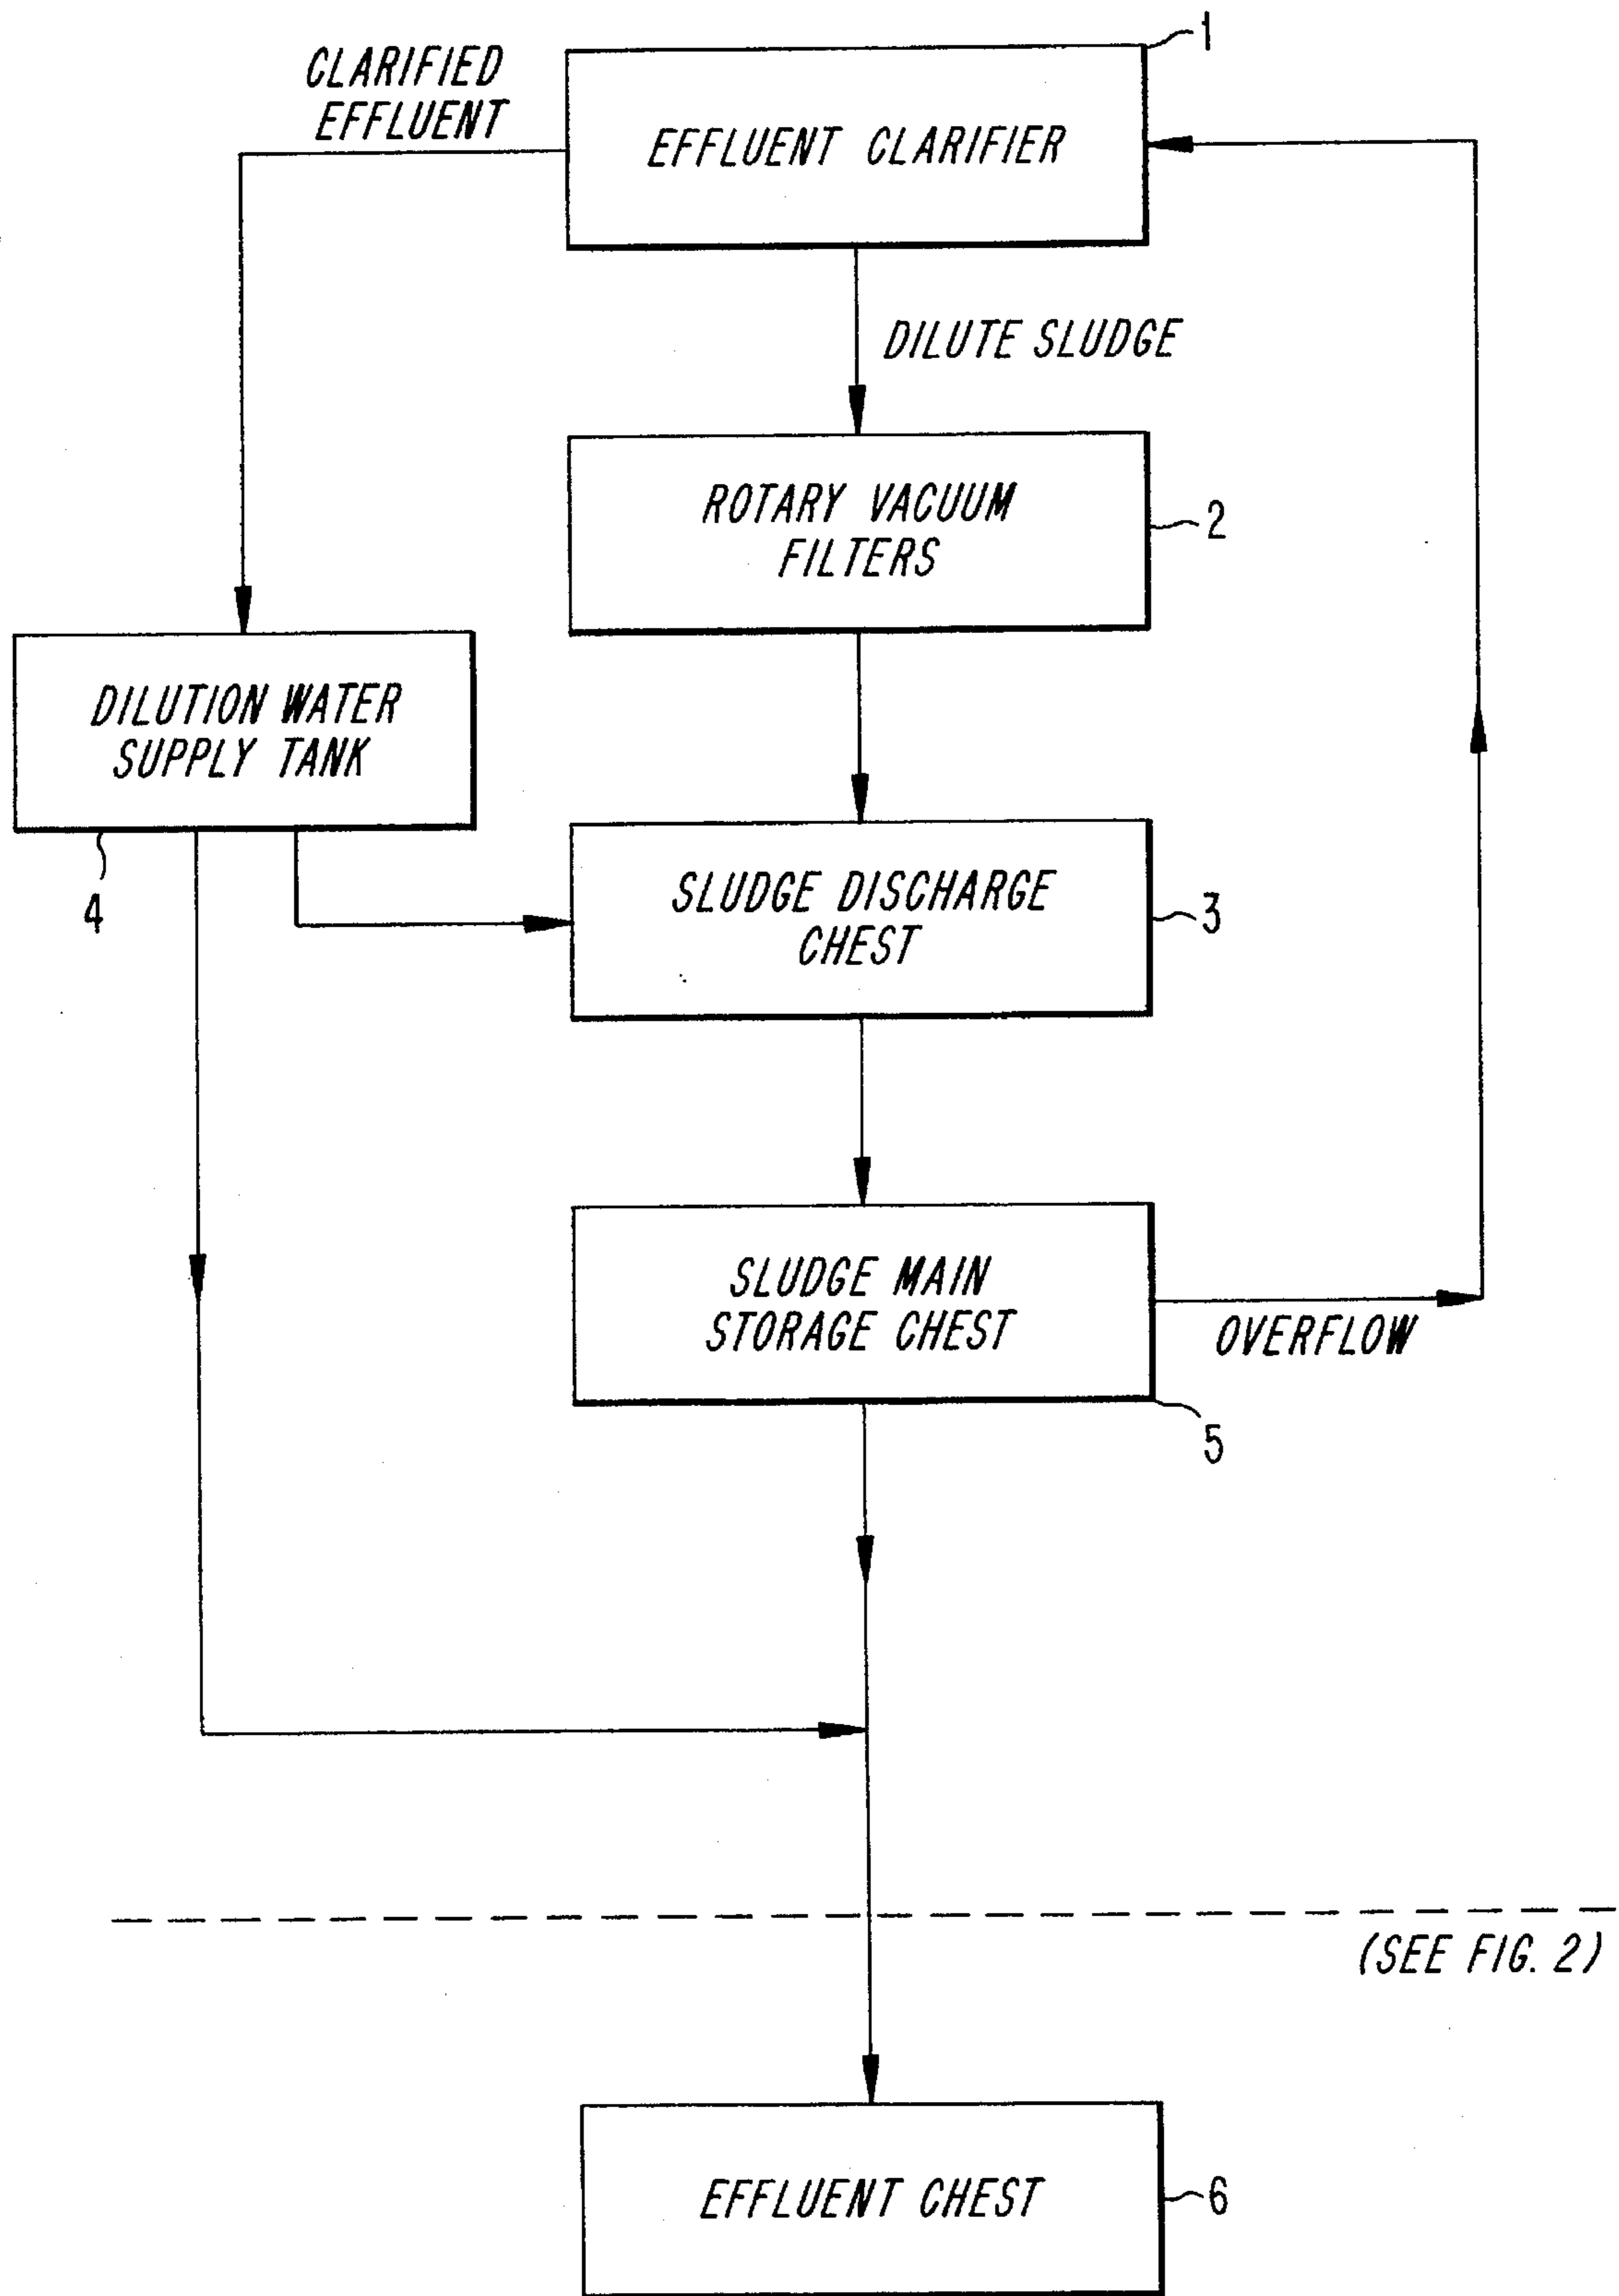 1
CLARIFIED
EFFLUENT
EFFLUENT CLARIFIER
DILUTE SLUDGE
ROTARY VACUUM
FILTERS
2
DILUTION WATER
SUPPLY TANK
4
SLUDGE DISCHARGE
CHEST
3
SLUDGE MAIN
STORAGE CHEST
OVERFLOW
5
(SEE FIG. 2)
EFFLUENT CHEST
6